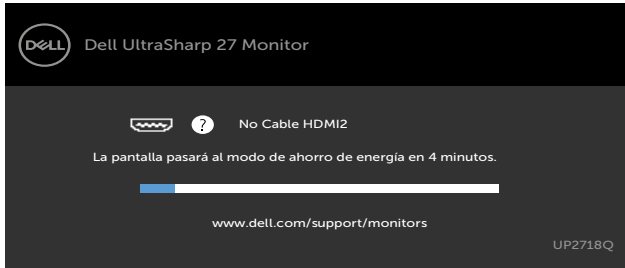 DELL
Dell UltraSharp 27 Monitor
? No Cable HDMI2
La pantalla pasará al modo de ahorro de energía en 4 minutos.
www.dell.com/support/monitors
UP2718Q